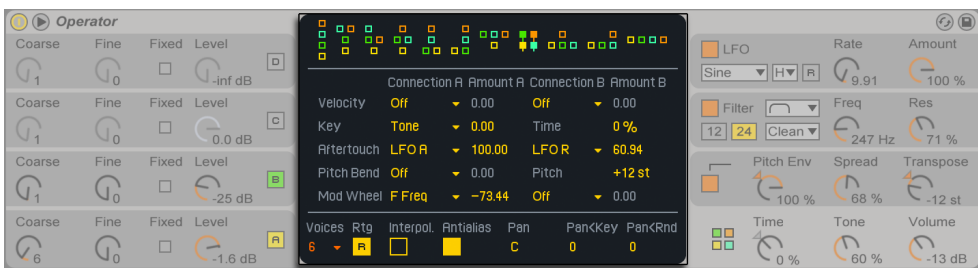 Operator
Coarse Fine Fixed Level
1 0 -inf dB D
Coarse Fine Fixed Level
1 0 0.0 dB C
Coarse Fine Fixed Level
1 0 -25 dB B
Coarse Fine Fixed Level
6 0 -1.6 dB A
Connection A Amount A Connection B Amount B
Velocity Off 0.00 Off 0.00
Key Tone 0.00 Time 0 %
Aftertouch LFO A 100.00 LFO R 60.94
Pitch Bend Off 0.00 Pitch +12 st
Mod Wheel F Freq -73.44 Off 0.00
Voices Rtg Interpol. Antialias Pan Pan<Key Pan<Rnd
6 R C 0 0
LFO Rate Amount
Sine H R 9.91 100 %
Filter Freq Res
12 24 Clean 247 Hz 71 %
Pitch Env Spread Transpose
100 % 68 % -12 st
Time Tone Volume
0 % 60 % -13 dB